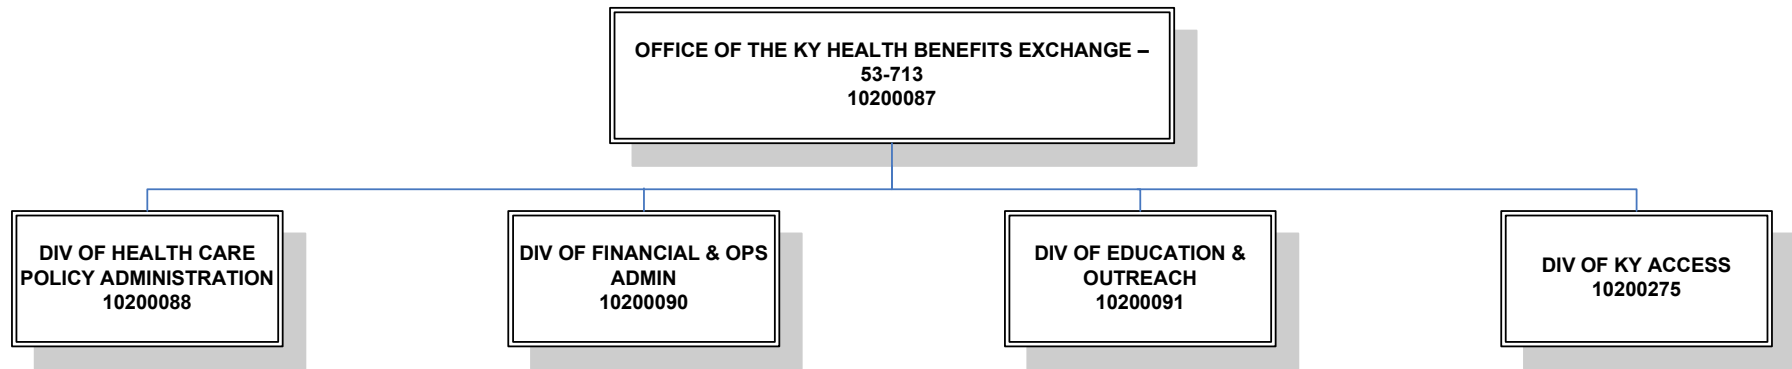 OFFICE OF THE KY HEALTH BENEFITS EXCHANGE –
53-713
10200087
DIV OF HEALTH CARE
POLICY ADMINISTRATION
10200088
DIV OF FINANCIAL & OPS
ADMIN
10200090
DIV OF EDUCATION &
OUTREACH
10200091
DIV OF KY ACCESS
10200275